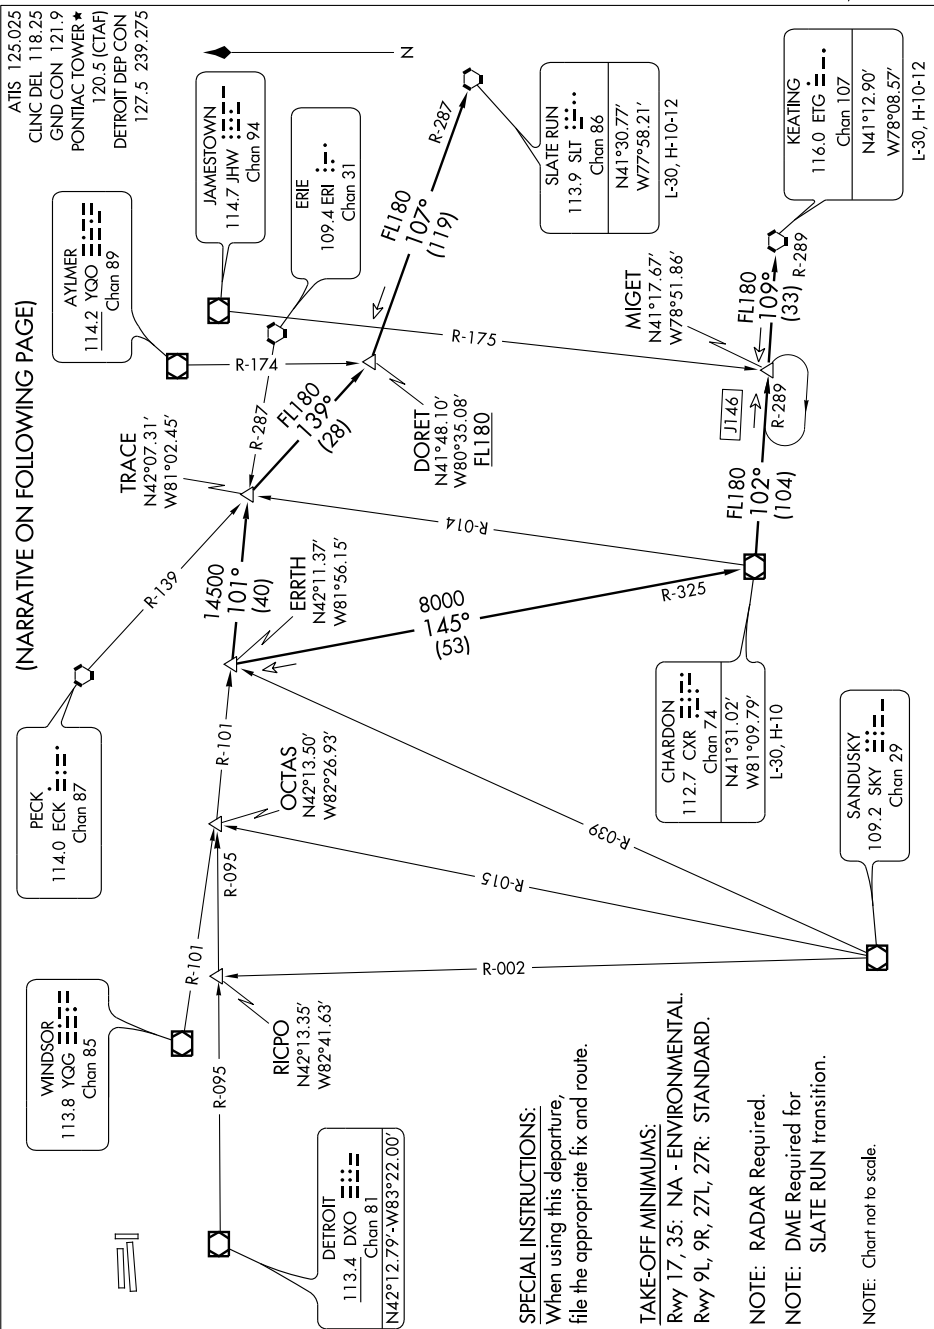 (NARRATIVE ON FOLLOWING PAGE)
ATIS 125.025
CLNC DEL 118.25
GND CON 121.9
PONTIAC TOWER★
120.5 (CTAF)
DETROIT DEP CON
127.5 239.275
N
PECK
114.0 ECK
Chan 87
AYLMER
114.2 YQO
Chan 89
JAMESTOWN
114.7 JHW
Chan 94
ERIE
109.4 ERI
Chan 31
WINDSOR
113.8 YQG
Chan 85
DETROIT
113.4 DXO
Chan 81
N42°12.79'-W83°22.00'
R-095
R-101
RICPO
N42°13.35'
W82°41.63'
R-095
OCTAS
N42°13.50'
W82°26.93'
R-101
ERRTH
N42°11.37'
W81°56.15'
R-139
14500
101°
(40)
TRACE
N42°07.31'
W81°02.45'
R-287
R-174
FL180
139°
(28)
DORET
N41°48.10'
W80°35.08'
FL180
FL180
107°
(119)
R-287
SLATE RUN
113.9 SLT
Chan 86
N41°30.77'
W77°58.21'
L-30, H-10-12
R-175
R-014
8000
145°
(53)
R-325
CHARDON
112.7 CXR
Chan 74
N41°31.02'
W81°09.79'
L-30, H-10
FL180
102°
(104)
J146
R-289
MIGET
N41°17.67'
W78°51.86'
FL180
109°
(33)
R-289
KEATING
116.0 ETG
Chan 107
N41°12.90'
W78°08.57'
L-30, H-10-12
R-002
R-015
R-039
SANDUSKY
109.2 SKY
Chan 29
SPECIAL INSTRUCTIONS:
When using this departure,
file the appropriate fix and route.
TAKE-OFF MINIMUMS:
Rwy 17, 35: NA - ENVIRONMENTAL.
Rwy 9L, 9R, 27L, 27R: STANDARD.
NOTE: RADAR Required.
NOTE: DME Required for
SLATE RUN transition.
NOTE: Chart not to scale.